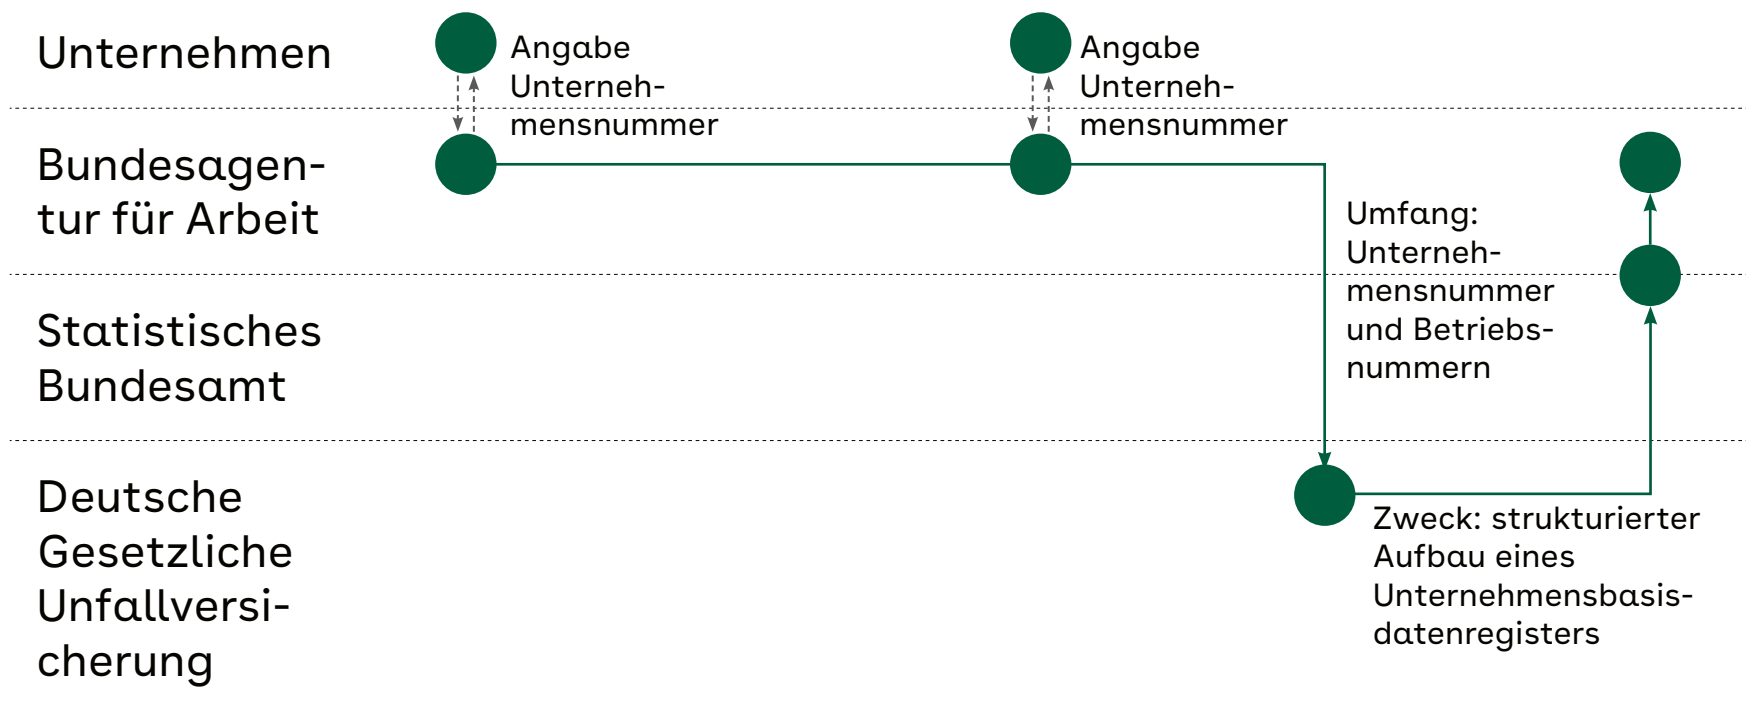 Unternehmen
Angabe
Unterneh-
mensnummer
Angabe
Unterneh-
mensnummer
Bundesagen-
tur für Arbeit
Umfang:
Unterneh-
mensnummer
und Betriebs-
nummern
Statistisches
Bundesamt
Deutsche
Gesetzliche
Unfallversi-
cherung
Zweck: strukturierter
Aufbau eines
Unternehmensbasis-
datenregisters